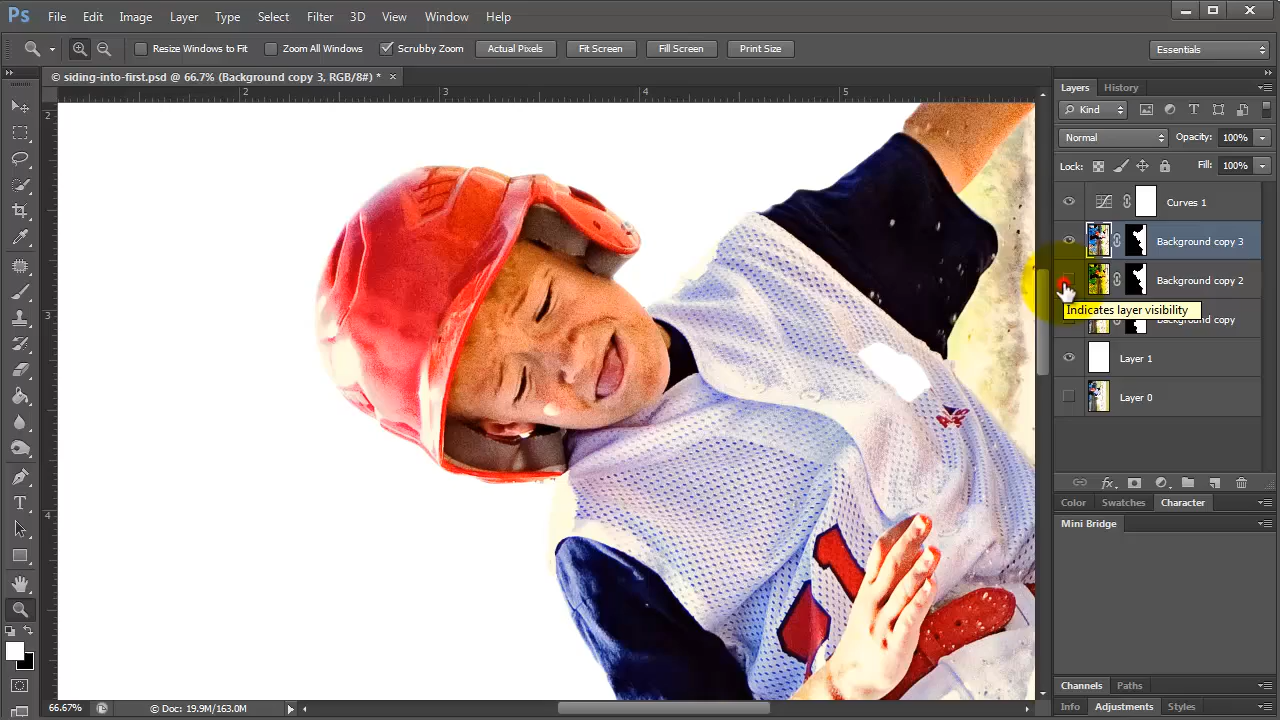 Ps File Edit Image Layer Type Select Filter 3D View Window Help
Resize Windows to Fit Zoom All Windows Scrubby Zoom Actual Pixels Fit Screen Fill Screen Print Size Essentials
© siding-into-first.psd @ 66.7% (Background copy 3, RGB/8#) * ×
2 3 4 5
2
3
4
Layers History
Kind
Normal Opacity: 100%
Lock: Fill: 100%
Curves 1
Background copy 3
Background copy 2
Indicates layer visibility
Background copy
Layer 1
Layer 0
fx
Color Swatches Character
Mini Bridge
Channels Paths
Info Adjustments Styles
66.67% © Doc: 19.9M/163.0M